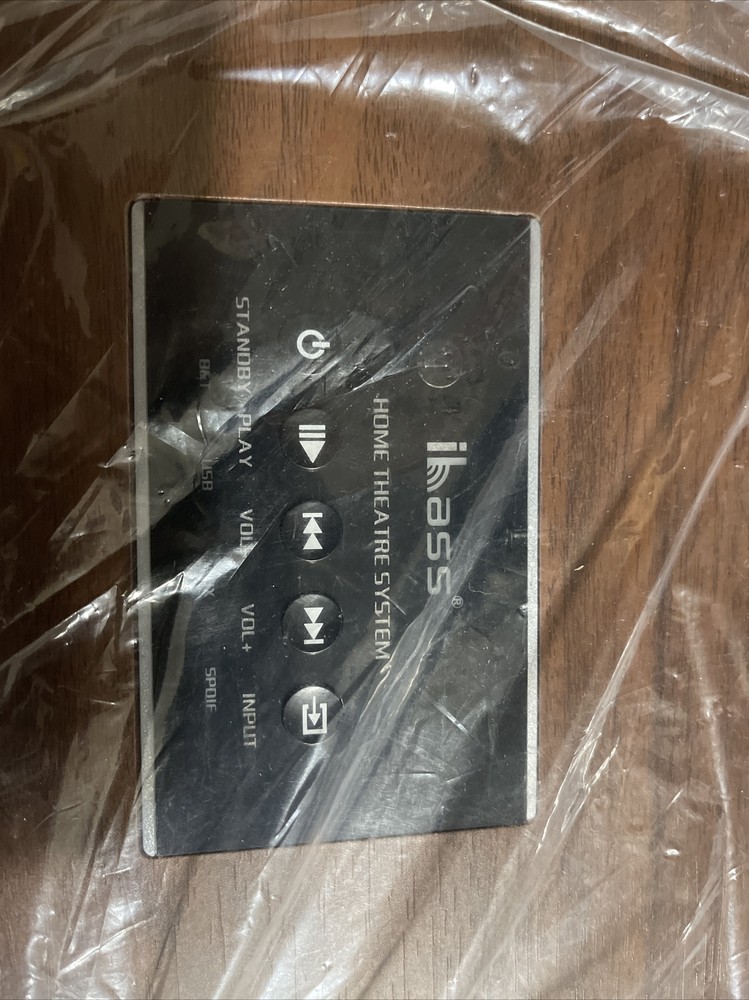 ibass®
HOME THEATRE SYSTEM
STANDBY PLAY VOL VOL+ INPUT
USB SPDIF